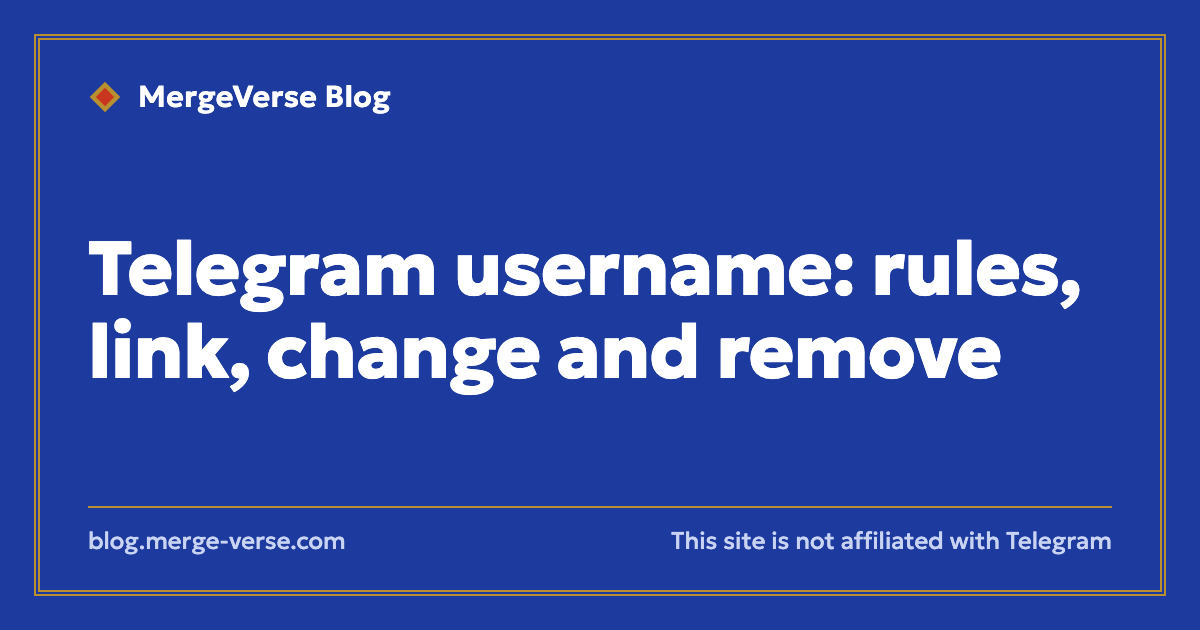 MergeVerse Blog
Telegram username: rules,
link, change and remove
blog.merge-verse.com
This site is not affiliated with Telegram